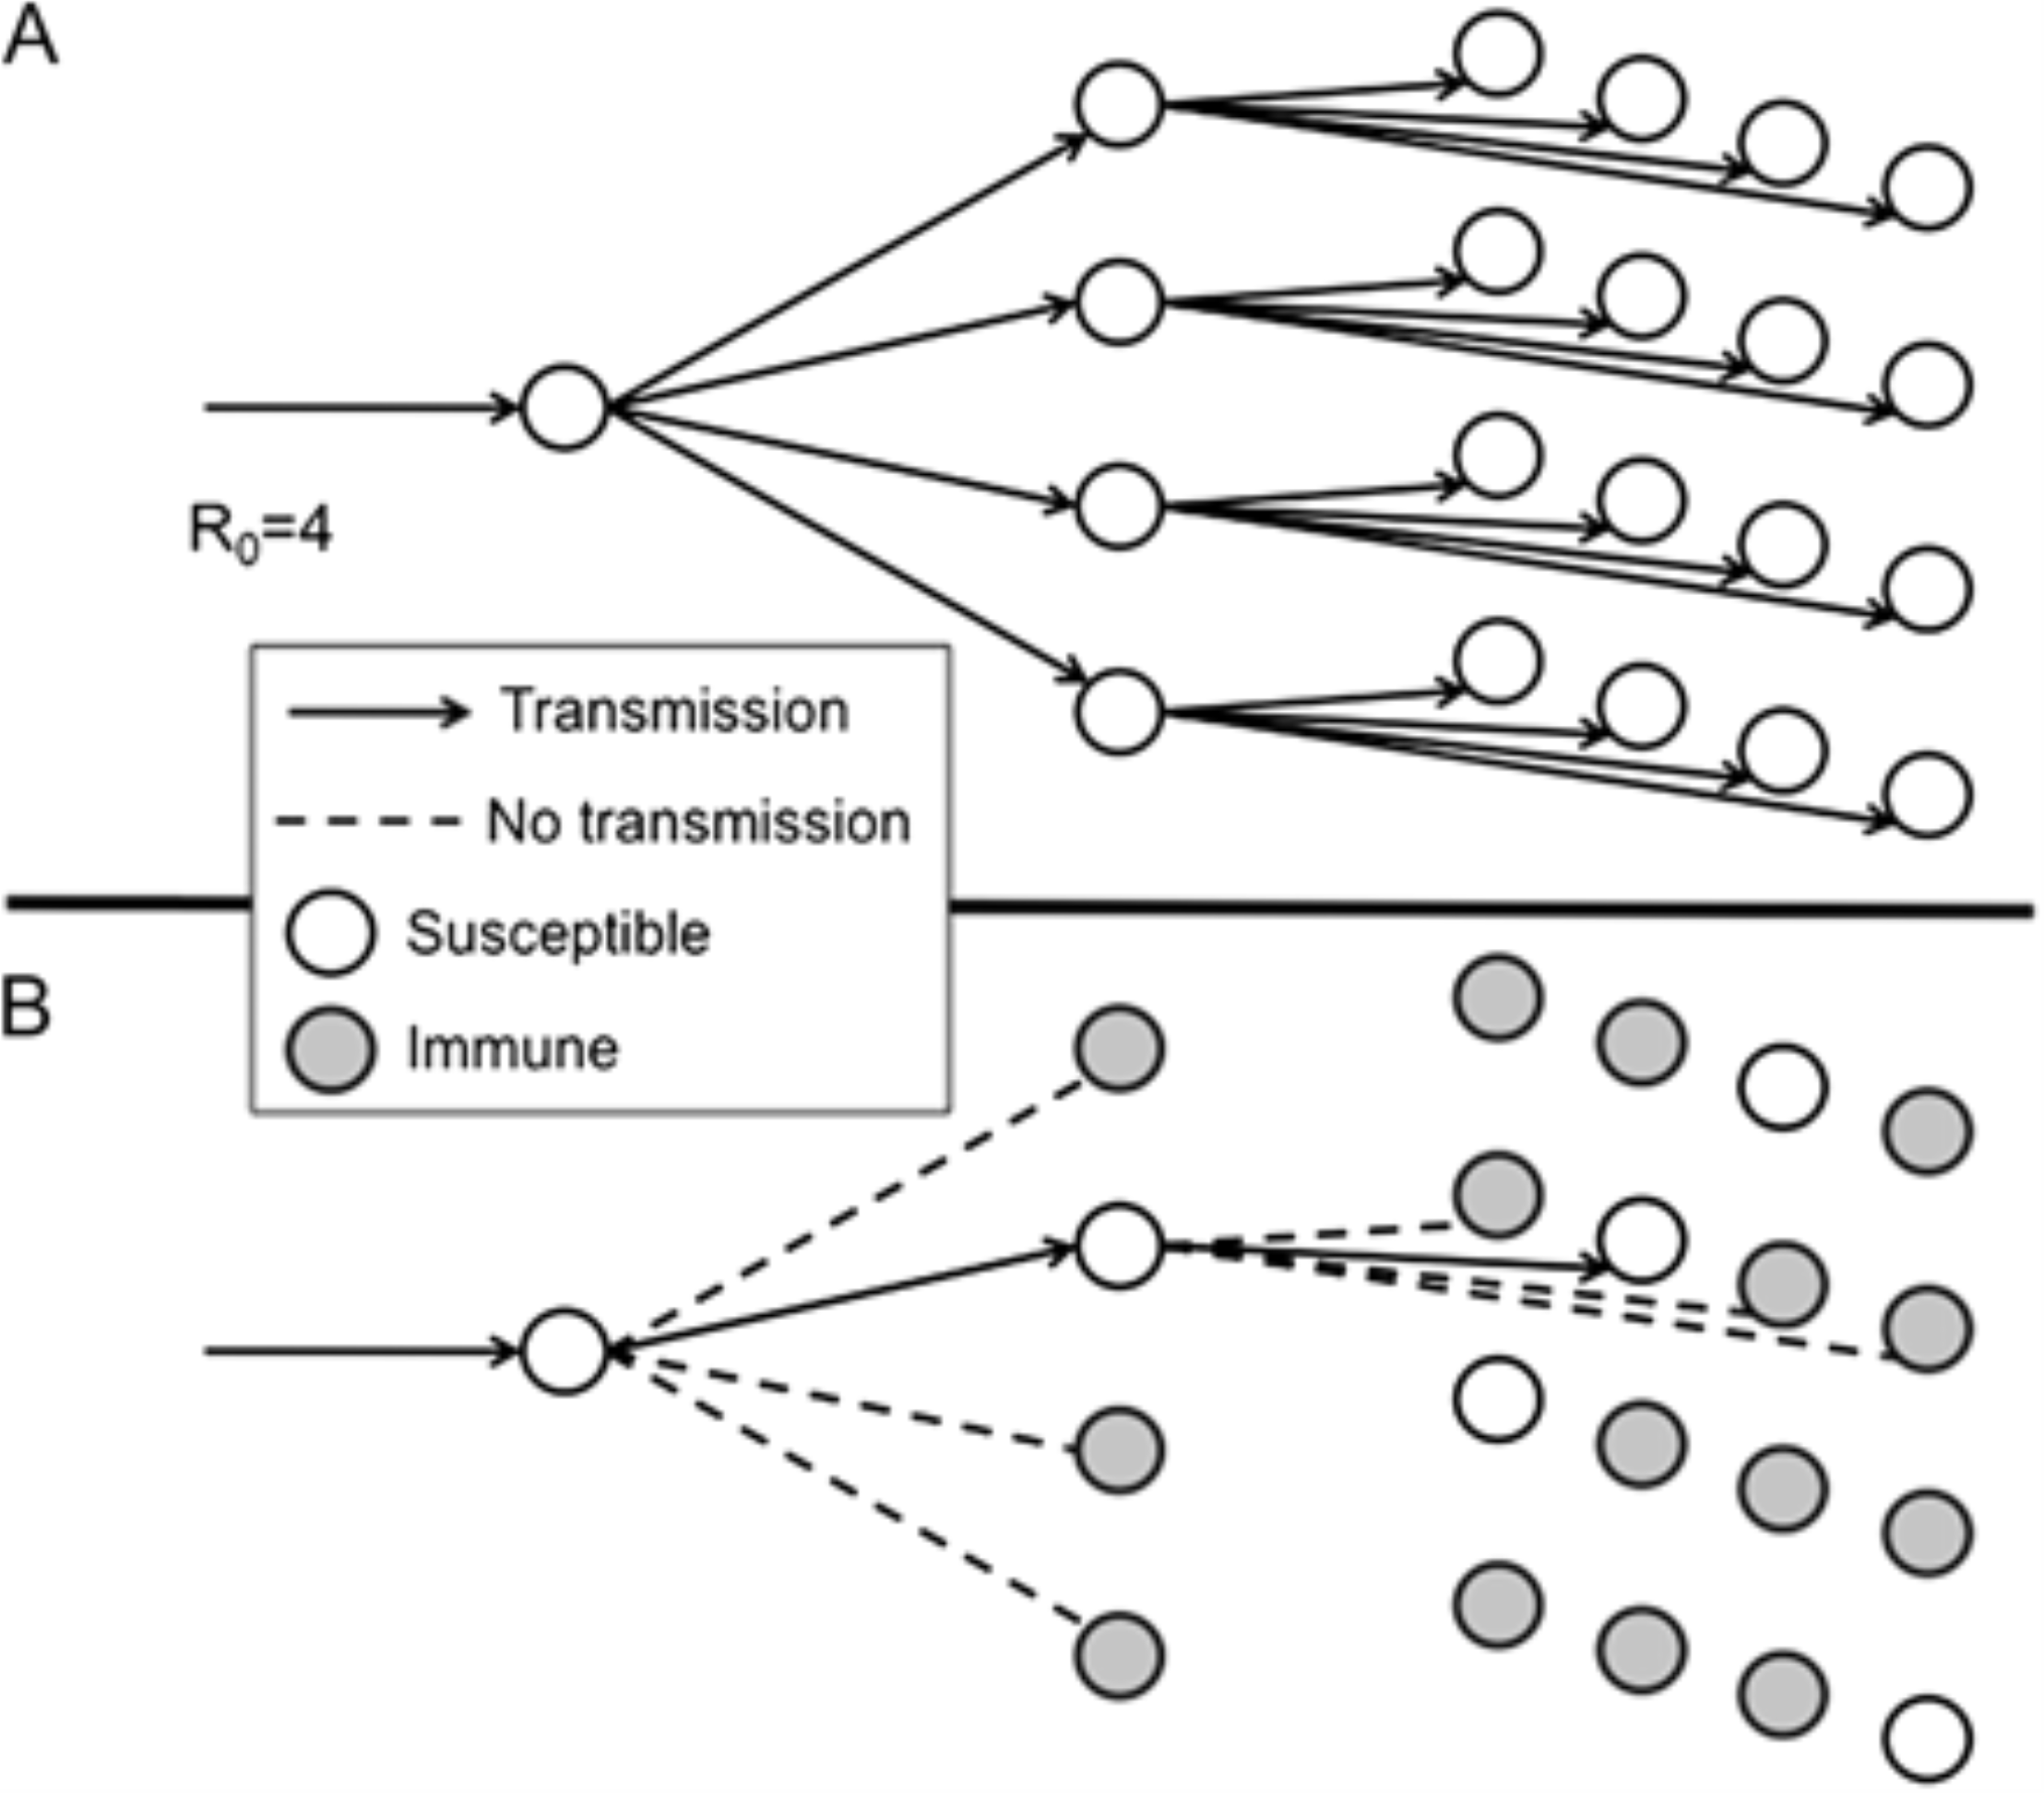 A
R₀=4
Transmission
No transmission
Susceptible
B
Immune